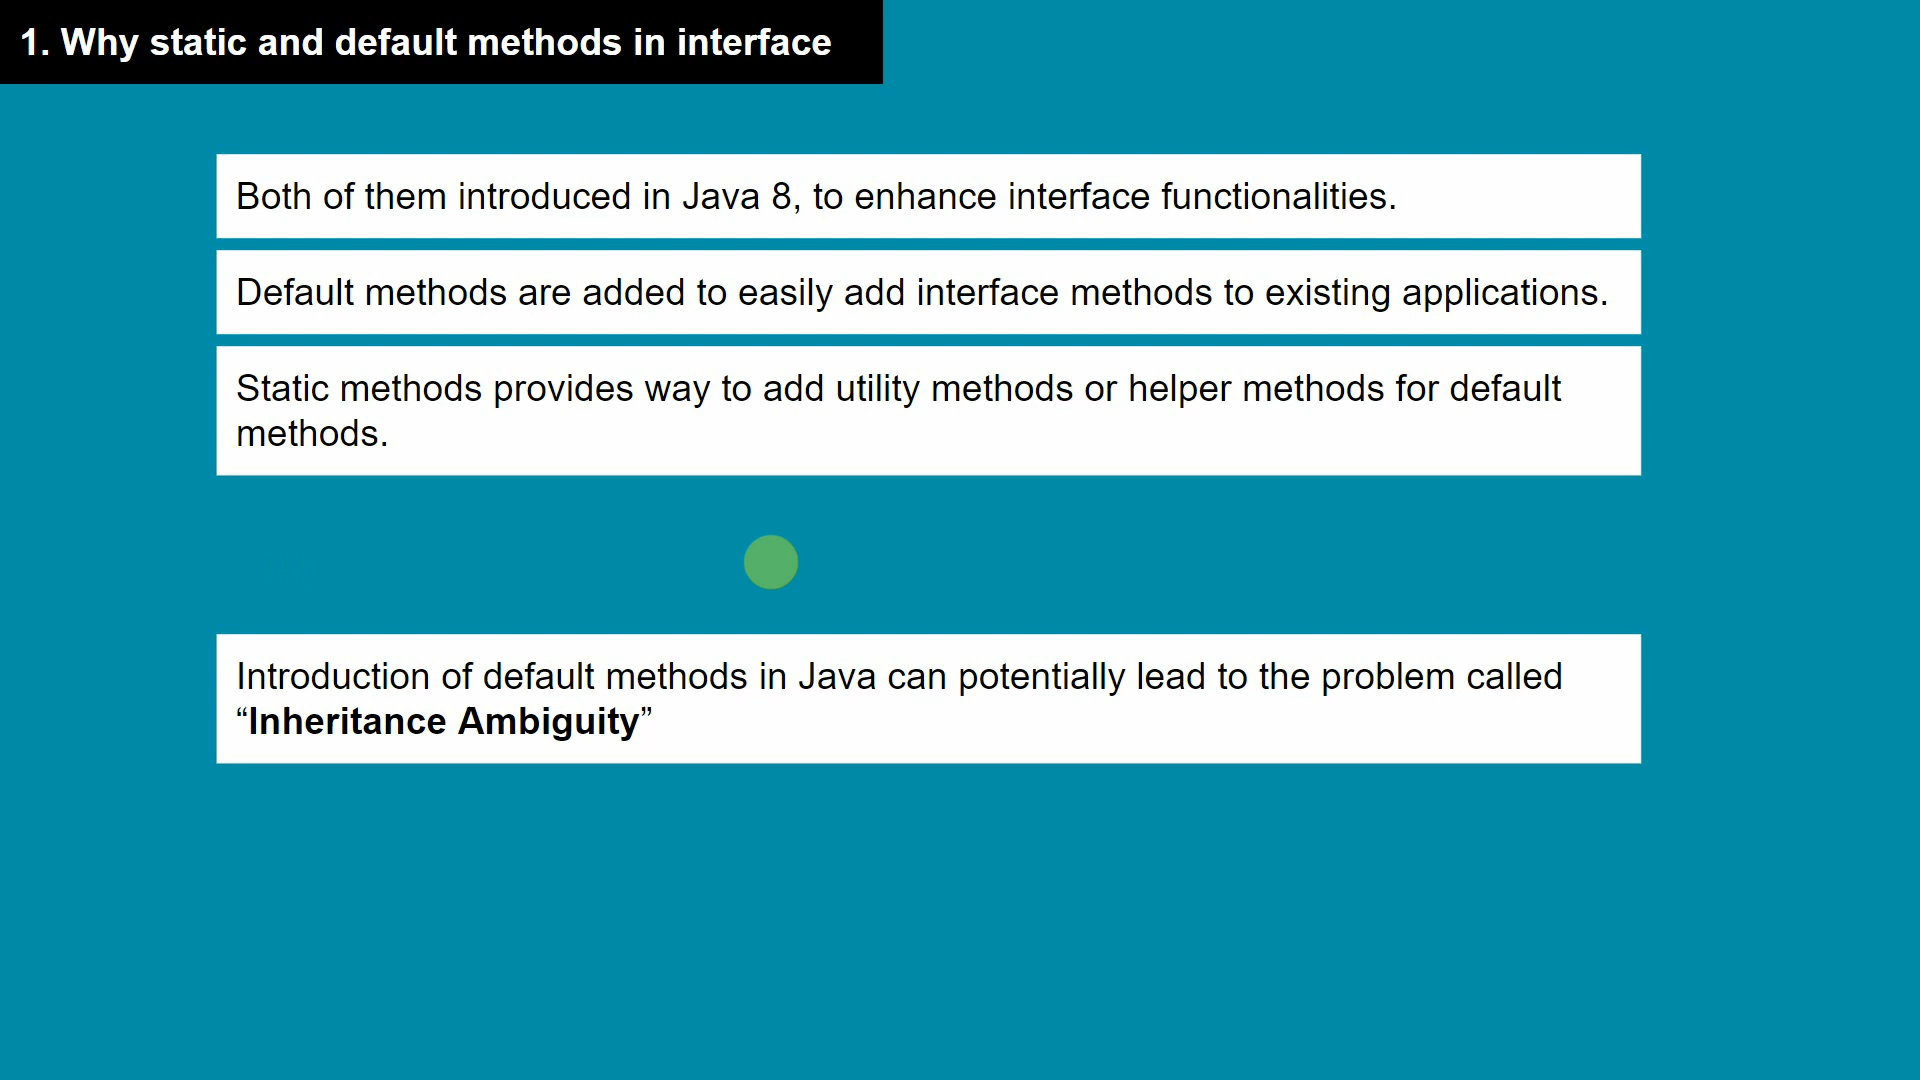 1. Why static and default methods in interface
Both of them introduced in Java 8, to enhance interface functionalities.
Default methods are added to easily add interface methods to existing applications.
Static methods provides way to add utility methods or helper methods for default
methods.
Introduction of default methods in Java can potentially lead to the problem called
“Inheritance Ambiguity”